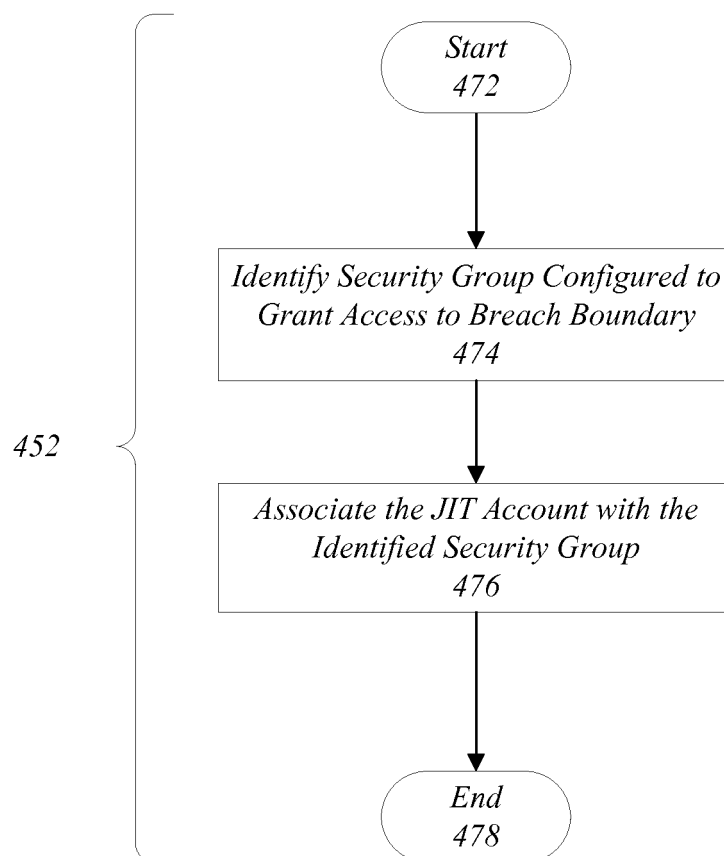 Start
472
Identify Security Group Configured to
Grant Access to Breach Boundary
474
452
Associate the JIT Account with the
Identified Security Group
476
End
478